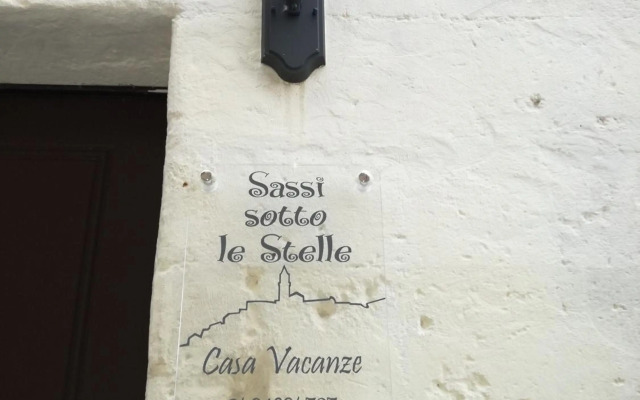 Sassi
sotto
le Stelle
Casa Vacanze